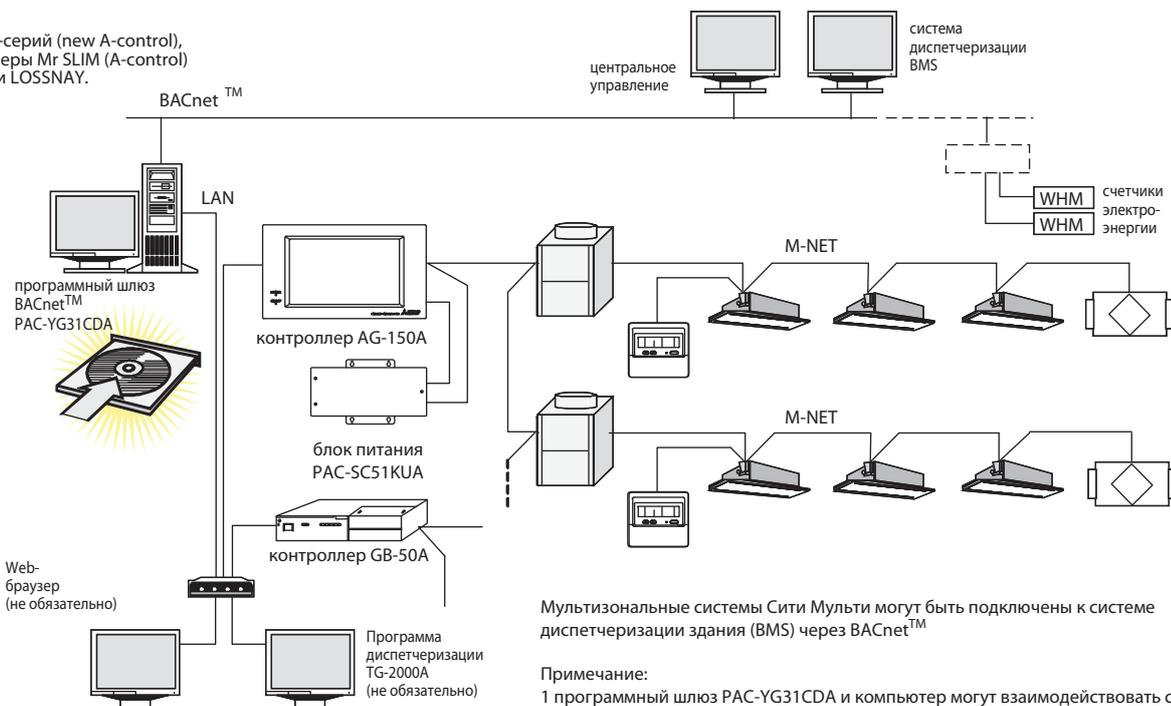 -серий (new A-control),
еры Mr SLIM (A-control)
и LOSSNAY.
BACnet TM
центральное
управление
система
диспетчеризации
BMS
LAN
WHM
WHM
счетчики
электро-
энергии
M-NET
программный шлюз
BACnetTM
PAC-YG31CDA
контроллер AG-150A
блок питания
PAC-SC51KUA
M-NET
контроллер GB-50A
Web-
браузер
(не обязательно)
Программа
диспетчеризации
TG-2000A
(не обязательно)
Мультизональные системы Сити Мульти могут быть подключены к системе
диспетчеризации здания (BMS) через BACnetTM
Примечание:
1 программный шлюз PAC-YG31CDA и компьютер могут взаимодействовать с